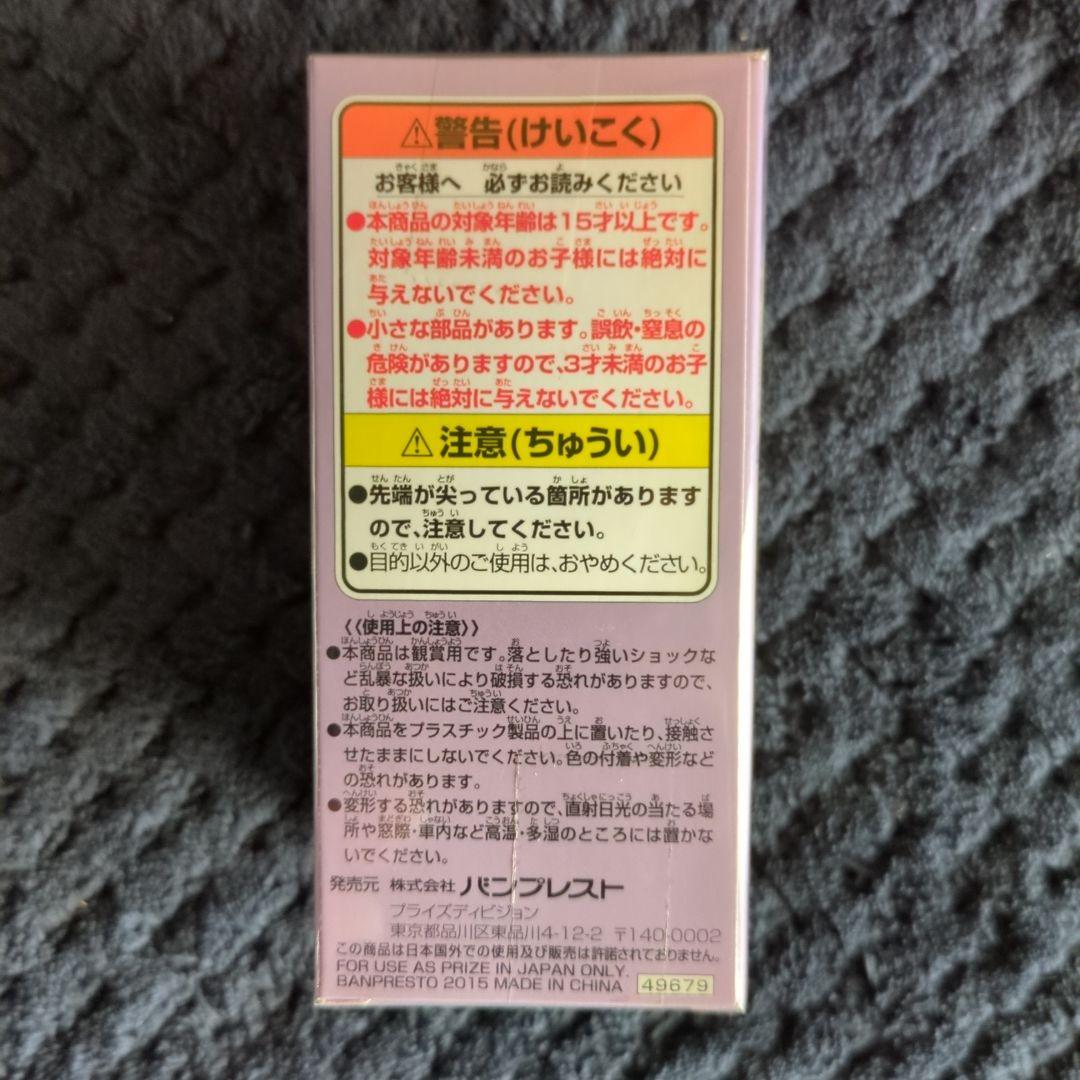 ⚠警告(けいこく)
お客様へ 必ずお読みください
●本商品の対象年齢は15才以上です。
対象年齢未満のお子様には絶対に
与えないでください。
●小さな部品があります。誤飲・窒息の
危険がありますので、3才未満のお子
様には絶対に与えないでください。
⚠注意(ちゅうい)
●先端が尖っている箇所があります
ので、注意してください。
●目的以外のご使用は、おやめください。
《使用上の注意》
●本商品は観賞用です。落としたり強いショックな
ど乱暴な扱いにより破損する恐れがありますので、
お取り扱いにはご注意ください。
●本商品をプラスチック製品の上に置いたり、接触さ
せたままにしないでください。色の付着や変形など
の恐れがあります。
●変形する恐れがありますので、直射日光の当たる場
所や窓際・車内など高温・多湿のところには置かな
いでください。
発売元 株式会社 バンプレスト
プライズディビジョン
東京都品川区東品川4-12-2 〒140-0002
この商品は日本国外での使用及び販売は許諾されておりません。
FOR USE AS PRIZE IN JAPAN ONLY.
BANPRESTO 2015 MADE IN CHINA 49679